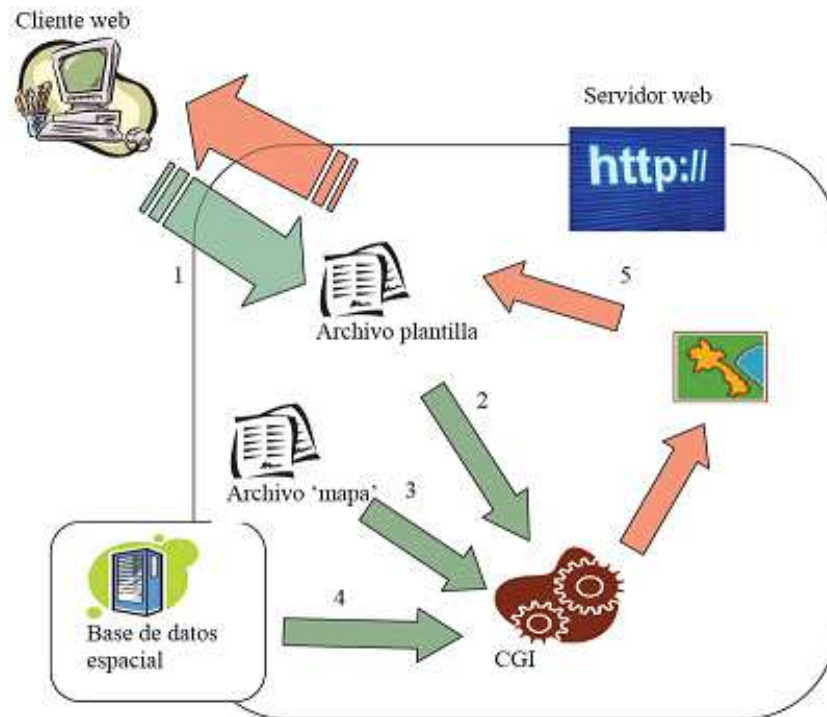 Cliente web
Servidor web
http://
1
5
Archivo plantilla
2
Archivo ‘mapa’
3
4
Base de datos
espacial
CGI